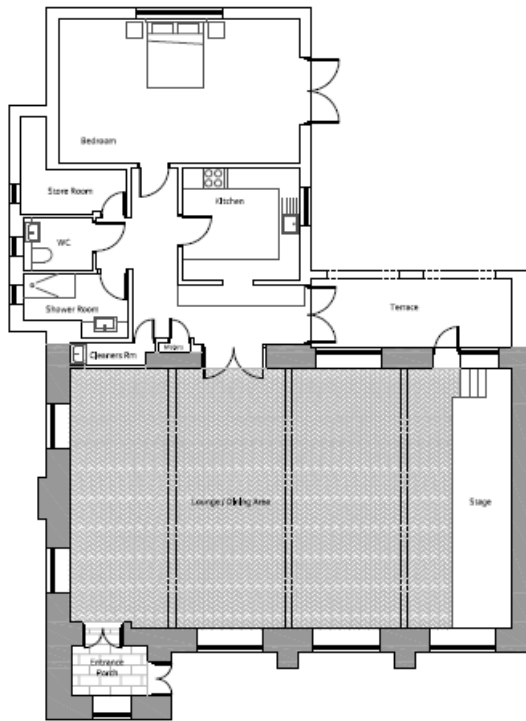 Bedroom
Store Room
Kitchen
WC
Shower Room
Terrace
Cleaners Rm
Lounge / Dining Area
Stage
Entrance
Porch